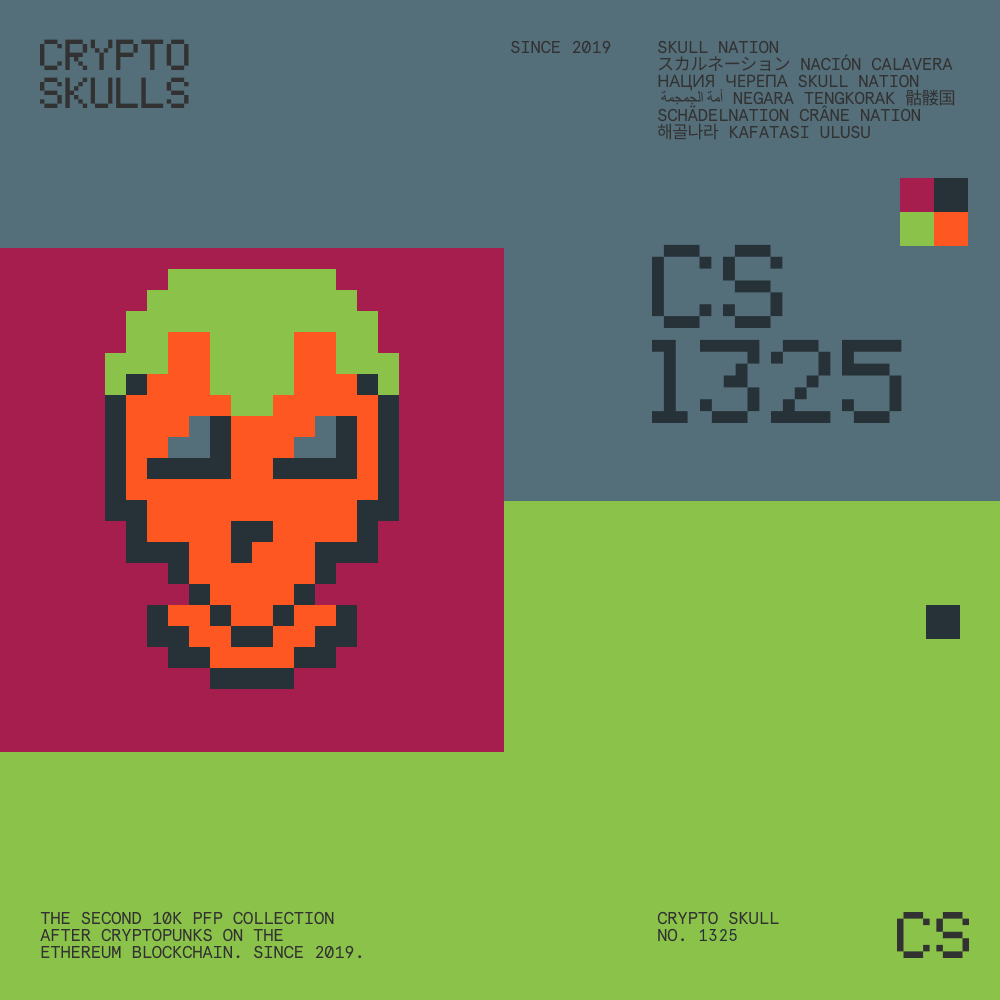 CRYPTO
SKULLS
SINCE 2019
SKULL NATION
スカルネーション NACIÓN CALAVERA
НАЦИЯ ЧЕРЕПА SKULL NATION
أمة الجمجمة NEGARA TENGKORAK 骷髅国
SCHÄDELNATION CRÂNE NATION
해골나라 KAFATASI ULUSU
CS
1325
THE SECOND 10K PFP COLLECTION
AFTER CRYPTOPUNKS ON THE
ETHEREUM BLOCKCHAIN. SINCE 2019.
CRYPTO SKULL
NO. 1325
CS